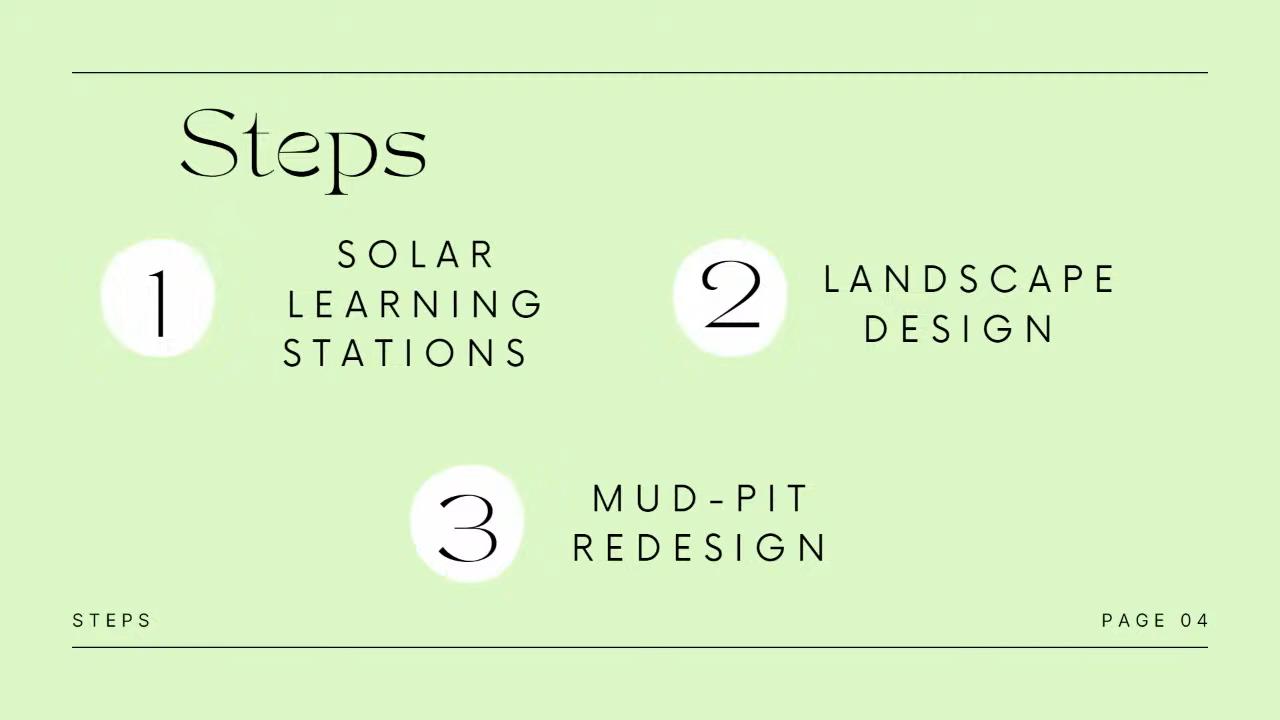 Steps
1
SOLAR
LEARNING
STATIONS
2
LANDSCAPE
DESIGN
3
MUD-PIT
REDESIGN
STEPS
PAGE 04